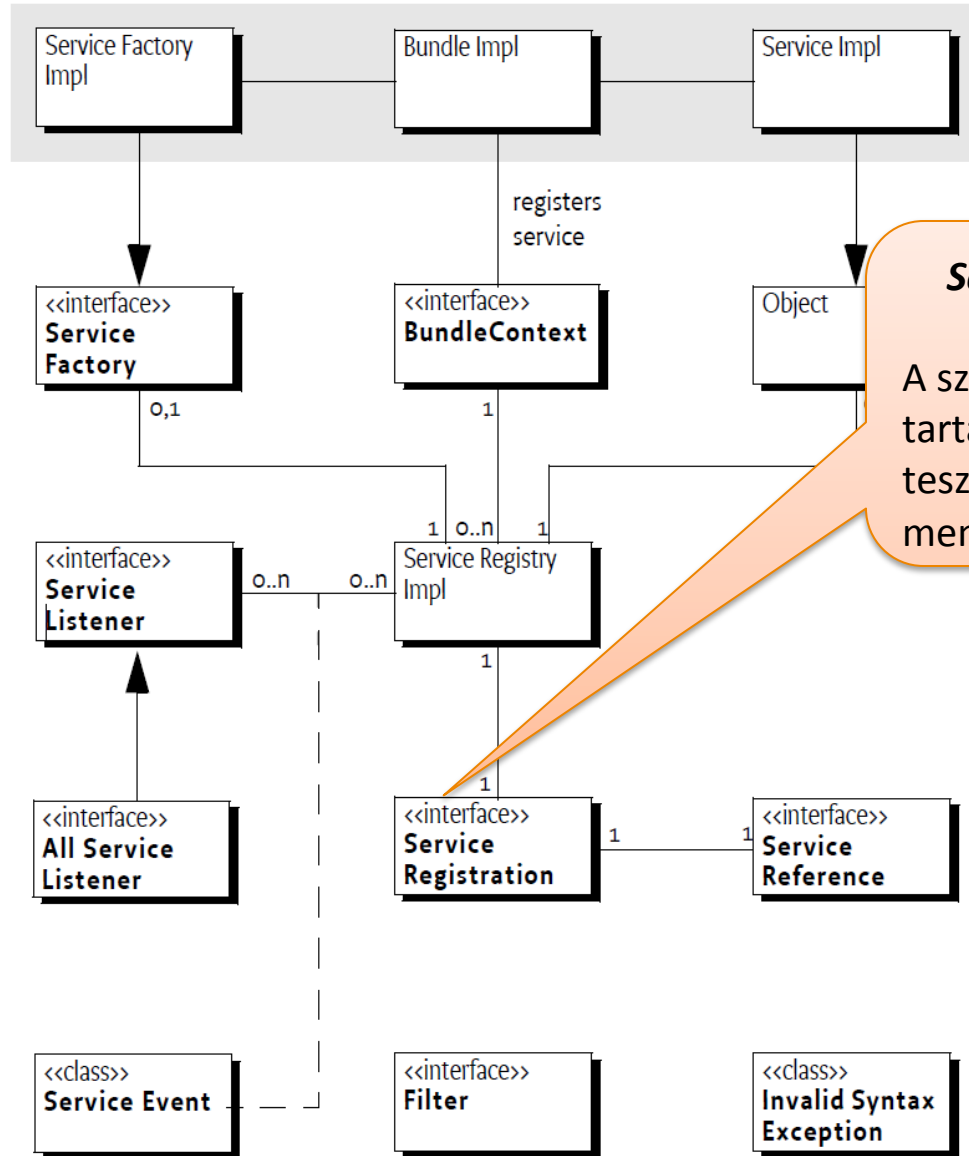 Service Factory
Impl
Bundle Impl
Service Impl
registers
service
<<interface>>
Service
Factory
<<interface>>
BundleContext
Object
A
0,1
1
1
0..n
1
<<interface>>
Service
Listener
0..n
0..n
Service Registry
Impl
1
1
<<interface>>
All Service
Listener
<<interface>>
Service
Registration
1
1
<<interface>>
Service
Reference
<<class>>
Service Event
<<interface>>
Filter
<<class>>
Invalid Syntax
Exception